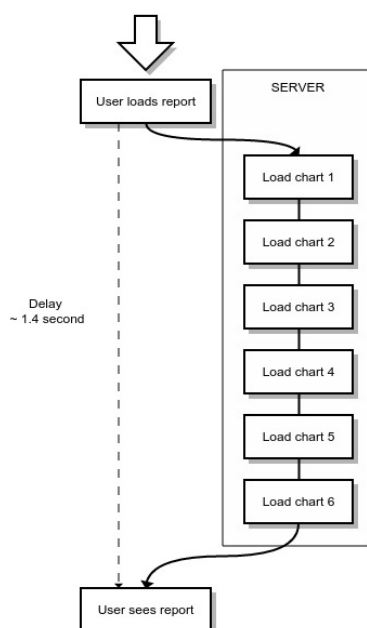 User loads report
SERVER
Load chart 1
Load chart 2
Load chart 3
Delay
~ 1.4 second
Load chart 4
Load chart 5
Load chart 6
User sees report